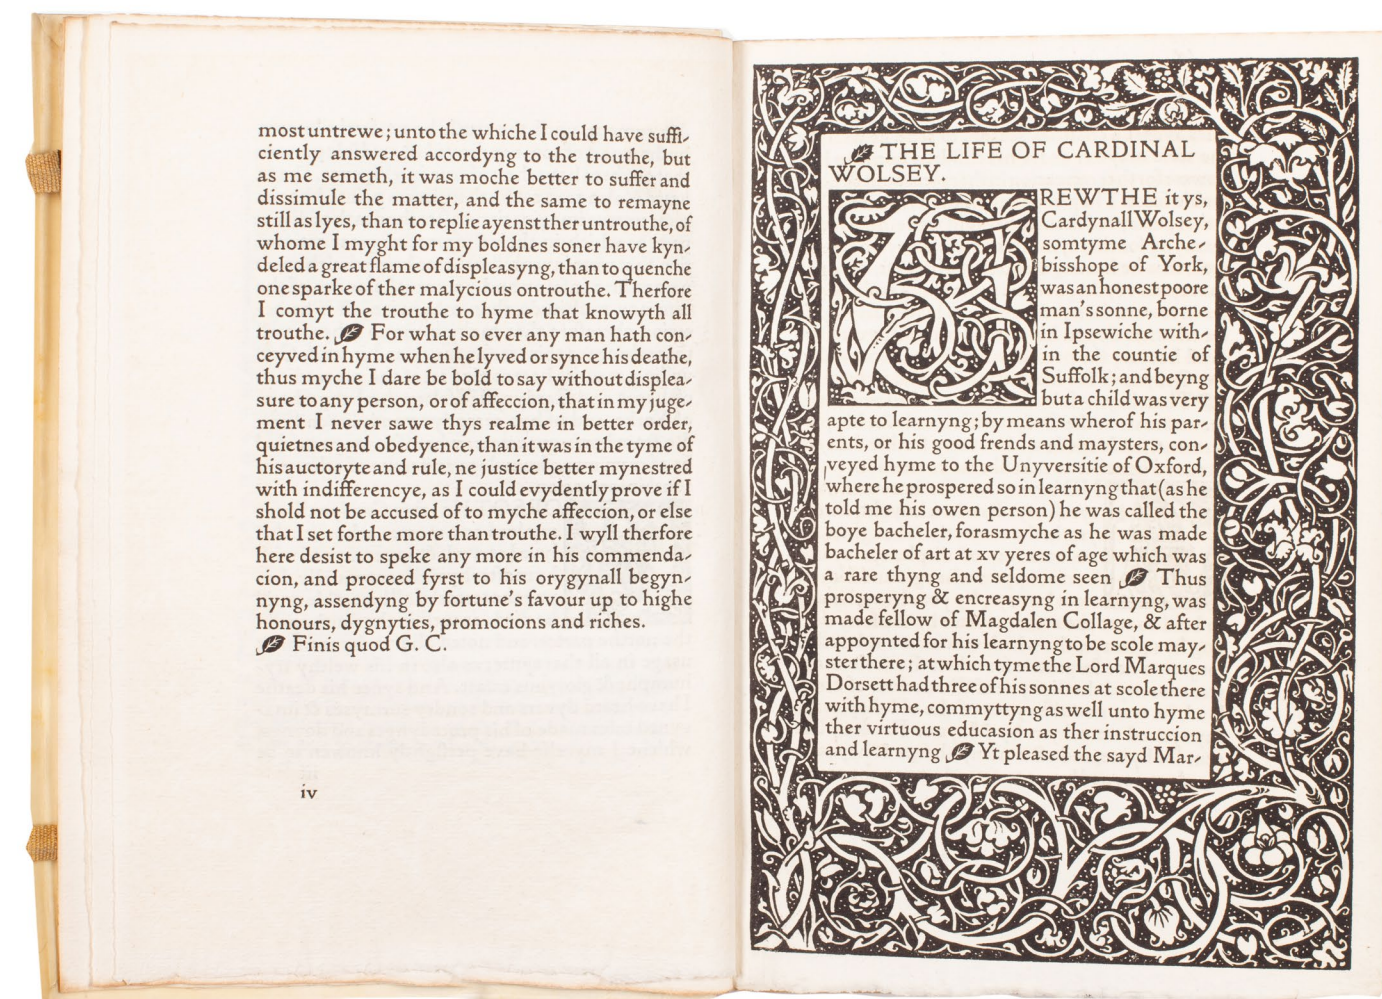 most untrewe; unto the whiche I could have suffi-
ciently answered accordyng to the trouthe, but
as me semeth, it was moche better to suffer and
dissimule the matter, and the same to remayne
still as lyes, than to replie ayenst ther untrouthe, of
whome I myght for my boldnes soner have kyn-
deled a great flame of displeasyng, than to quenche
one sparke of ther malycious ontrouthe. Therfore
I comyt the trouthe to hyme that knowyth all
trouthe. For what so ever any man hath con-
ceyved in hyme when he lyved or synce his deathe,
thus myche I dare be bold to say without displea-
sure to any person, or of affeccion, that in my juge-
ment I never sawe thys realme in better order,
quietnes and obedyence, than it was in the tyme of
his auctoryte and rule, ne justice better mynestred
with indifferencye, as I could evydently prove if I
shold not be accused of to myche affeccion, or else
that I set forthe more than trouthe. I wyll therfore
here desist to speke any more in his commenda-
cion, and proceed fyrst to his orygynall begyn-
nyng, assendyng by fortune's favour up to highe
honours, dygnyties, promocions and riches.
Finis quod G. C.
iv
THE LIFE OF CARDINAL
WOLSEY.
TREWTHE it ys,
Cardynall Wolsey,
somtyme Arche-
bisshope of York,
was an honest poore
man's sonne, borne
in Ipsewiche with-
in the countie of
Suffolk; and beyng
but a child was very
apte to learnyng; by means wherof his par-
ents, or his good frends and maysters, con-
veyed hyme to the Unyversitie of Oxford,
where he prospered so in learnyng that (as he
told me his owen person) he was called the
boye bacheler, forasmyche as he was made
bacheler of art at xv yeres of age which was
a rare thyng and seldome seen Thus
prosperyng & encreasyng in learnyng, was
made fellow of Magdalen Collage, & after
appoynted for his learnyng to be scole may-
ster there; at which tyme the Lord Marques
Dorsett had three of his sonnes at scole there
with hyme, commyttyng as well unto hyme
ther virtuous educasion as ther instruccion
and learnyng Yt pleased the sayd Mar-